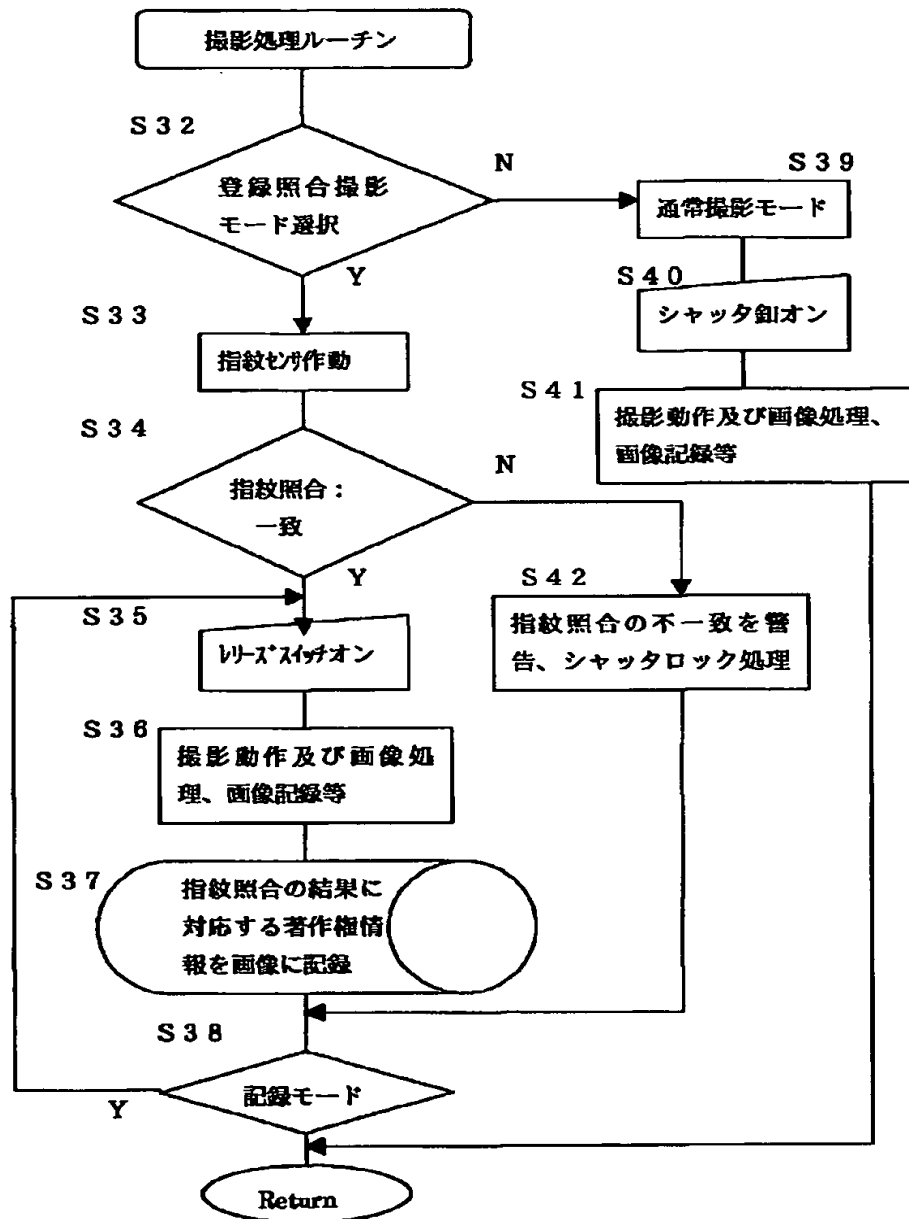 撮影処理ルーチン
S32
登録照合撮影
モード選択
N
Y
S39
通常撮影モード
S40
シャッタ釦オン
S41
撮影動作及び画像処理、
画像記録等
S33
指紋ｾﾝｻ作動
S34
指紋照合：
一致
N
Y
S42
指紋照合の不一致を警
告、シャッタロック処理
S35
ﾚﾘｰｽﾞｽｲｯﾁオン
S36
撮影動作及び画像処
理、画像記録等
S37
指紋照合の結果に
対応する著作権情
報を画像に記録
S38
記録モード
Y
Return